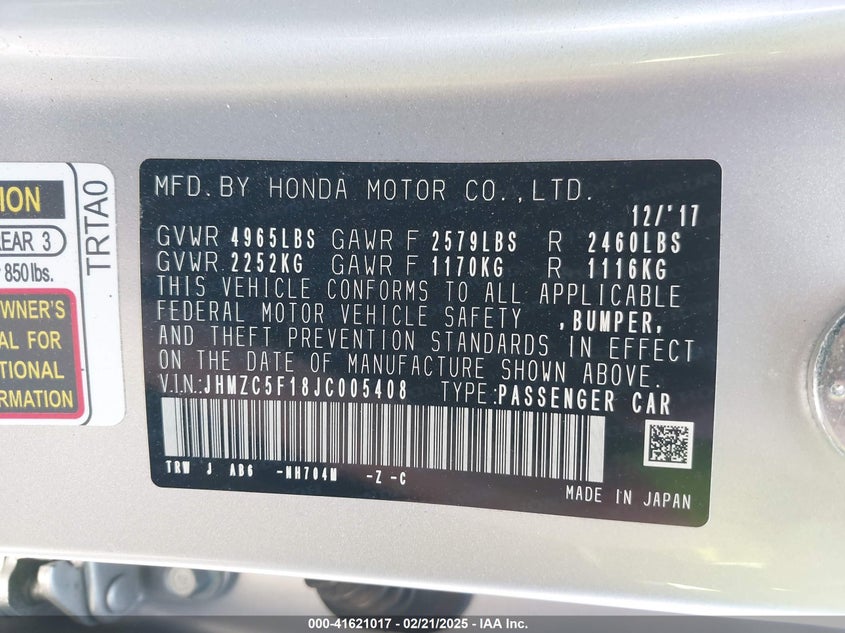 ION
REAR 3
850 lbs.
TRTA0
WNER'S
AL FOR
TIONAL
ORMATION
MFD. BY HONDA MOTOR CO., LTD.
12/'17
GVWR 4965LBS GAWR F 2579LBS R 2460LBS
GVWR 2252KG GAWR F 1170KG R 1116KG
THIS VEHICLE CONFORMS TO ALL APPLICABLE
FEDERAL MOTOR VEHICLE SAFETY , BUMPER,
AND THEFT PREVENTION STANDARDS IN EFFECT
ON THE DATE OF MANUFACTURE SHOWN ABOVE.
V.I.N.: JHMZC5F18JC005408 TYPE: PASSENGER CAR
TRW J AB6 -NH704M -Z -C
MADE IN JAPAN
000-41621017 — 02/21/2025 — IAA Inc.